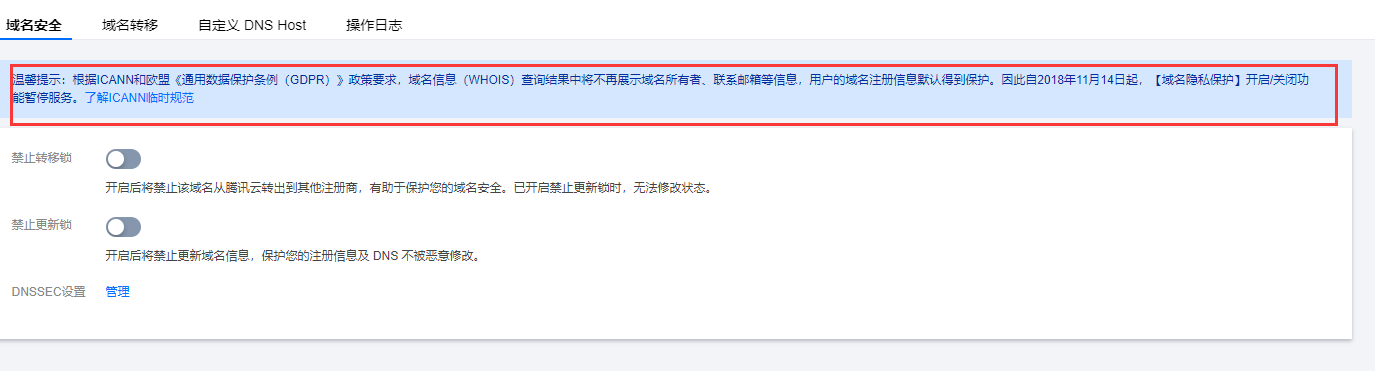 域名安全 域名转移 自定义 DNS Host 操作日志
温馨提示：根据ICANN和欧盟《通用数据保护条例（GDPR）》政策要求，域名信息（WHOIS）查询结果中将不再展示域名所有者、联系邮箱等信息，用户的域名注册信息默认得到保护。因此自2018年11月14日起，【域名隐私保护】开启/关闭功
能暂停服务。了解ICANN临时规范
禁止转移锁
开启后将禁止该域名从腾讯云转出到其他注册商，有助于保护您的域名安全。已开启禁止更新锁时，无法修改状态。
禁止更新锁
开启后将禁止更新域名信息，保护您的注册信息及 DNS 不被恶意修改。
DNSSEC设置 管理